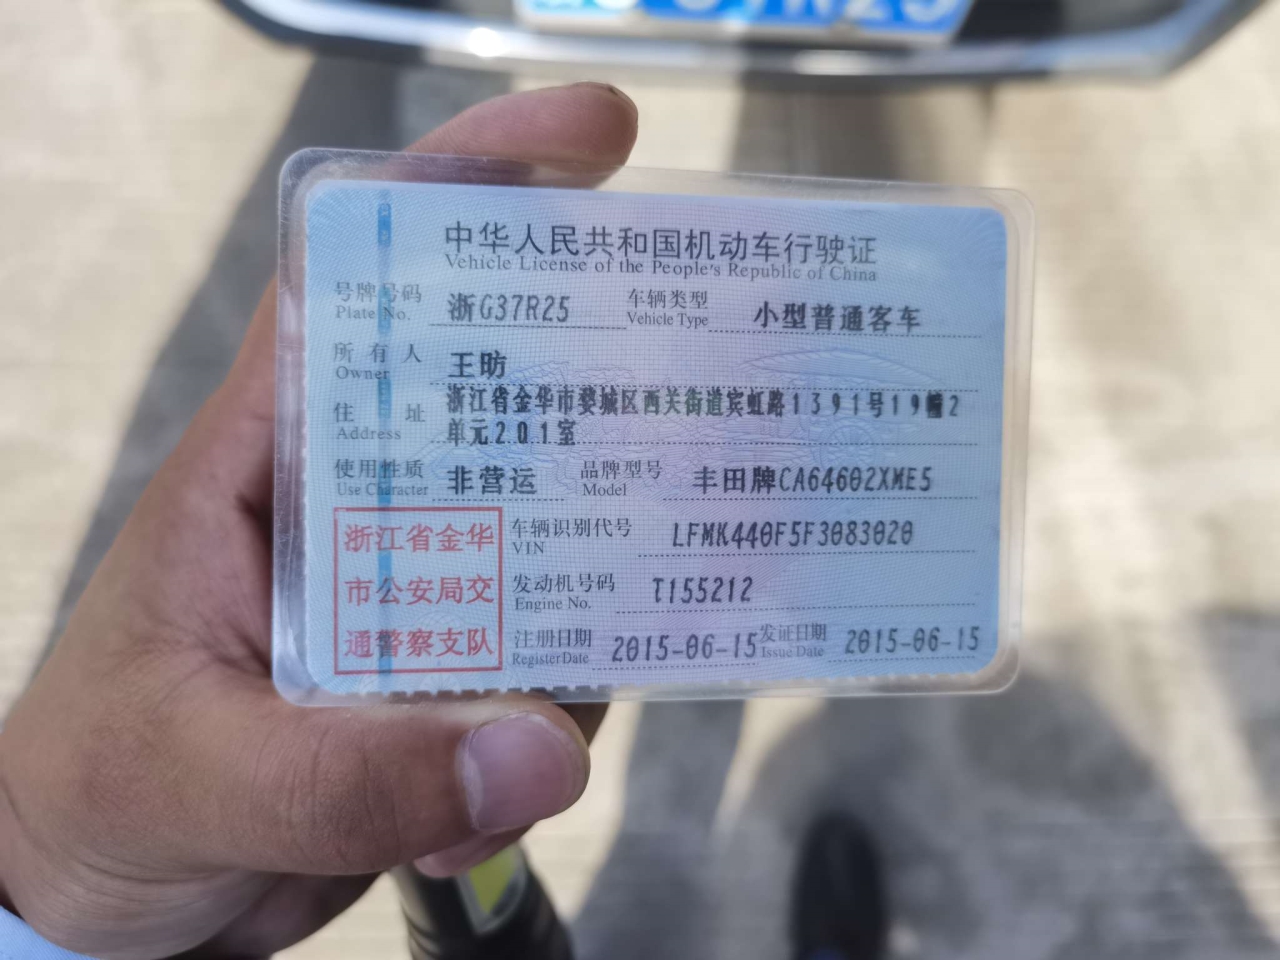 中华人民共和国机动车行驶证
Vehicle License of the People's Republic of China
号牌号码 浙G37R25 车辆类型 小型普通客车
Plate No. Vehicle Type
所有人 王昉
Owner
住址 浙江省金华市婺城区西关街道宾虹路1391号19幢2
Address 单元201室
使用性质 非营运 品牌型号 丰田牌CA64602XME5
Use Character Model
浙江省金华
市公安局交
通警察支队
车辆识别代号 LFMK440F5F3083020
VIN
发动机号码 T155212
Engine No.
注册日期 2015-06-15 发证日期 2015-06-15
Register Date Issue Date